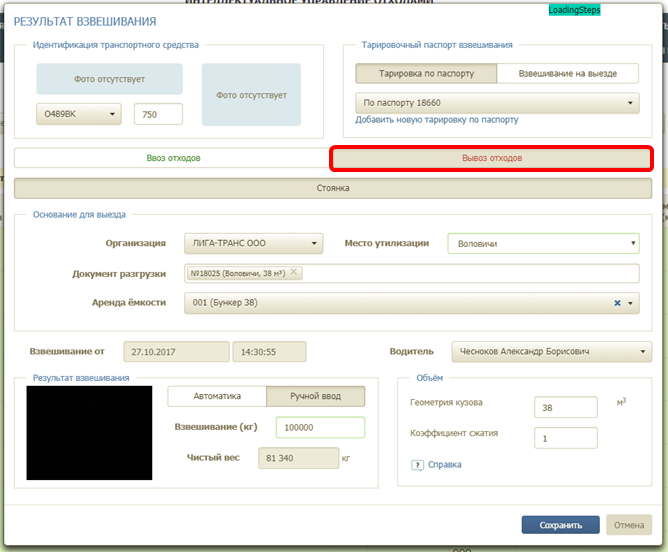 ИНТЕЛЛЕКТУАЛЬНОЕ УПРАВЛЕНИЕ ОТХОДАМИ
LoadingSteps
РЕЗУЛЬТАТ ВЗВЕШИВАНИЯ
Идентификация транспортного средства
Фото отсутствует
Фото отсутствует
О489ВК
750
Тарировочный паспорт взвешивания
Тарировка по паспорту
Взвешивание на выезде
По паспорту 18660
Добавить новую тарировку по паспорту
Ввоз отходов
Вывоз отходов
Стоянка
Основание для выезда
Организация
ЛИГА-ТРАНС ООО
Место утилизации
Воловичи
Документ разгрузки
№18025 (Воловичи, 38 м³)
Аренда ёмкости
001 (Бункер 38)
Взвешивание от
27.10.2017
14:30:55
Водитель
Чесноков Александр Борисович
Результат взвешивания
Автоматика
Ручной ввод
Взвешивание (кг)
100000
Чистый вес
81 340
кг
Объём
Геометрия кузова
38
м³
Коэффициент сжатия
1
? Справка
Сохранить
Отмена
ООО